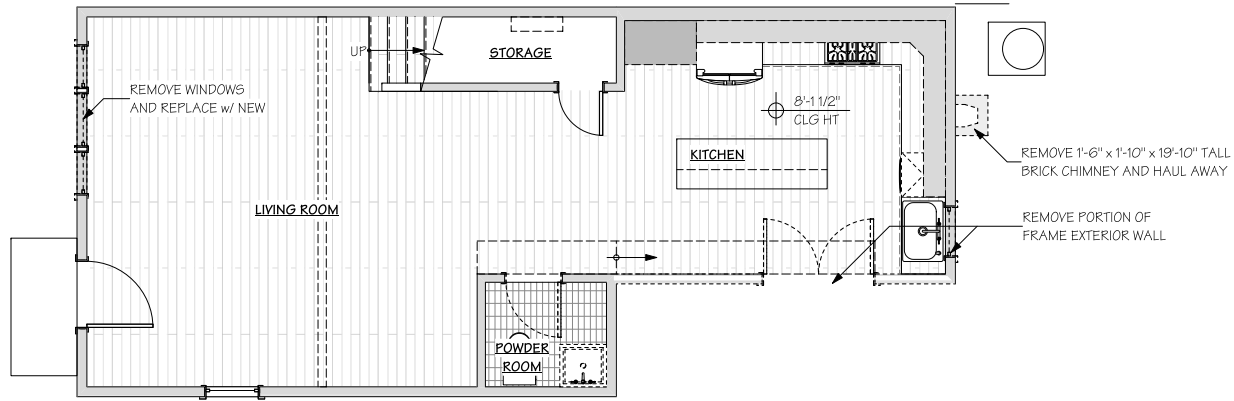 UP
STORAGE
REMOVE WINDOWS
AND REPLACE w/ NEW
8'-1 1/2"
CLG HT
KITCHEN
REMOVE 1'-6" x 1'-10" x 19'-10" TALL
BRICK CHIMNEY AND HAUL AWAY
LIVING ROOM
REMOVE PORTION OF
FRAME EXTERIOR WALL
POWDER
ROOM